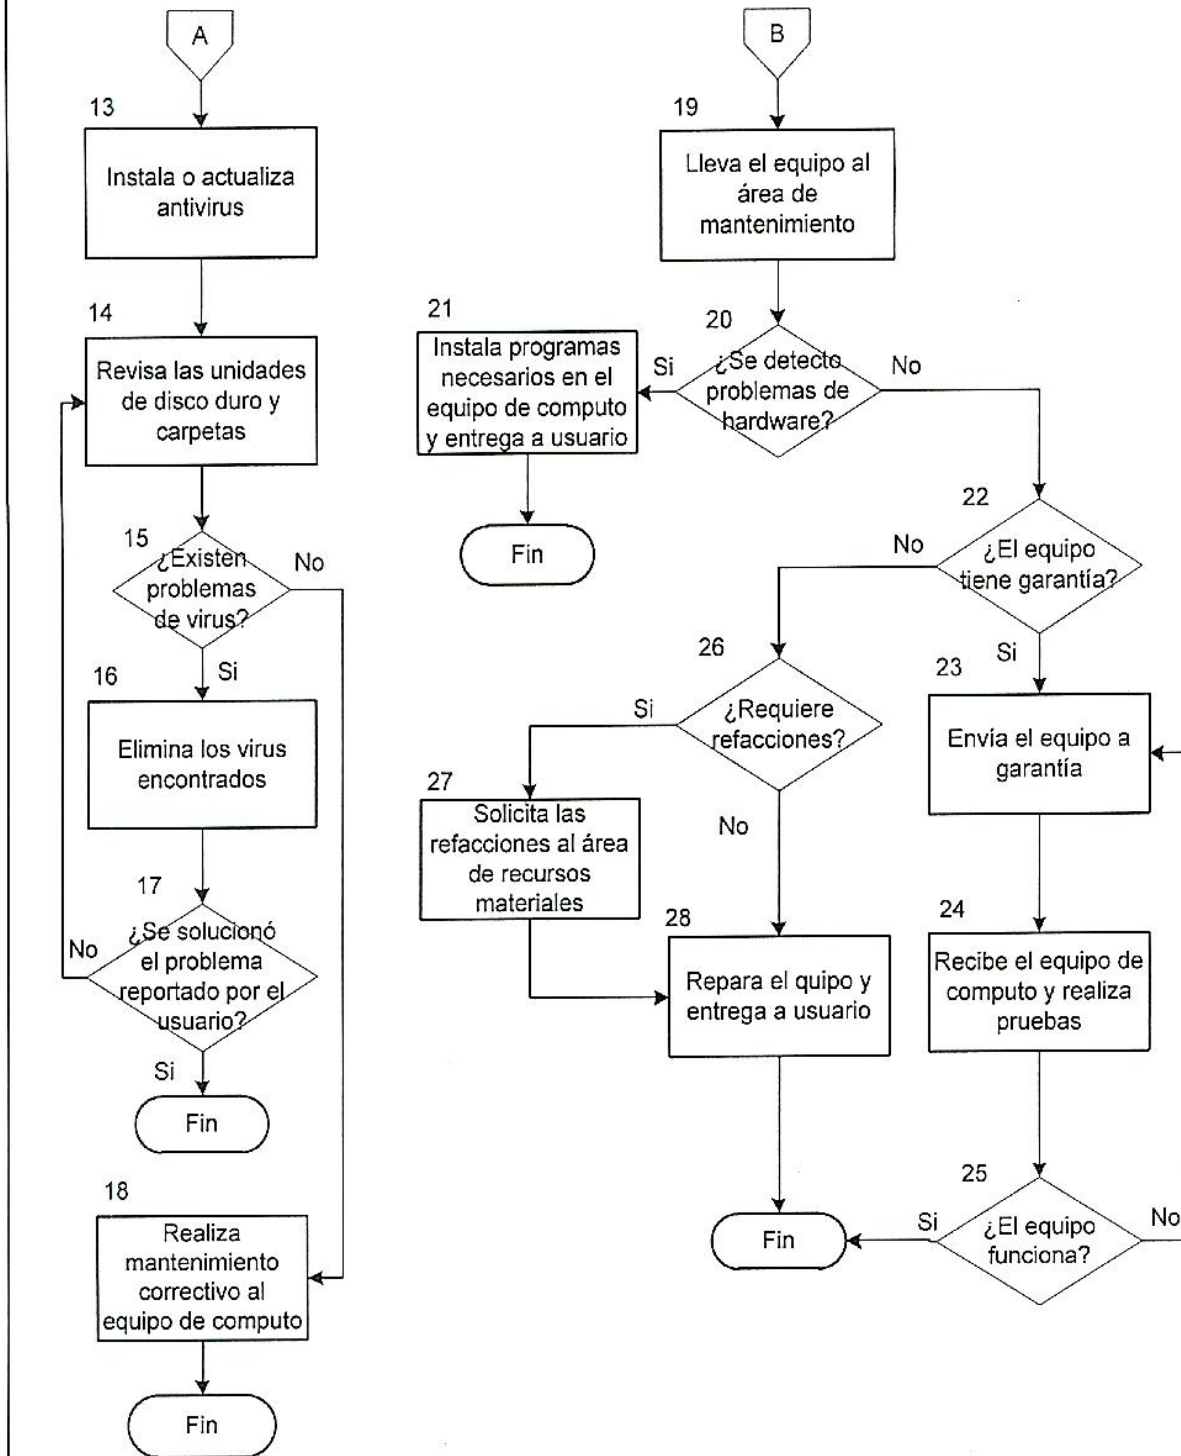 A
13
Instala o actualiza
antivirus
14
Revisa las unidades
de disco duro y
carpetas
15
¿Existen
problemas
de virus?
No
Si
16
Elimina los virus
encontrados
17
¿Se solucionó
el problema
reportado por el
usuario?
No
Si
Fin
18
Realiza
mantenimiento
correctivo al
equipo de computo
Fin
B
19
Lleva el equipo al
área de
mantenimiento
20
¿Se detecto
problemas de
hardware?
Si
No
21
Instala programas
necesarios en el
equipo de computo
y entrega a usuario
Fin
22
¿El equipo
tiene garantía?
No
Si
26
¿Requiere
refacciones?
Si
No
27
Solicita las
refacciones al área
de recursos
materiales
28
Repara el quipo y
entrega a usuario
23
Envía el equipo a
garantía
24
Recibe el equipo de
computo y realiza
pruebas
25
¿El equipo
funciona?
Si
No
Fin